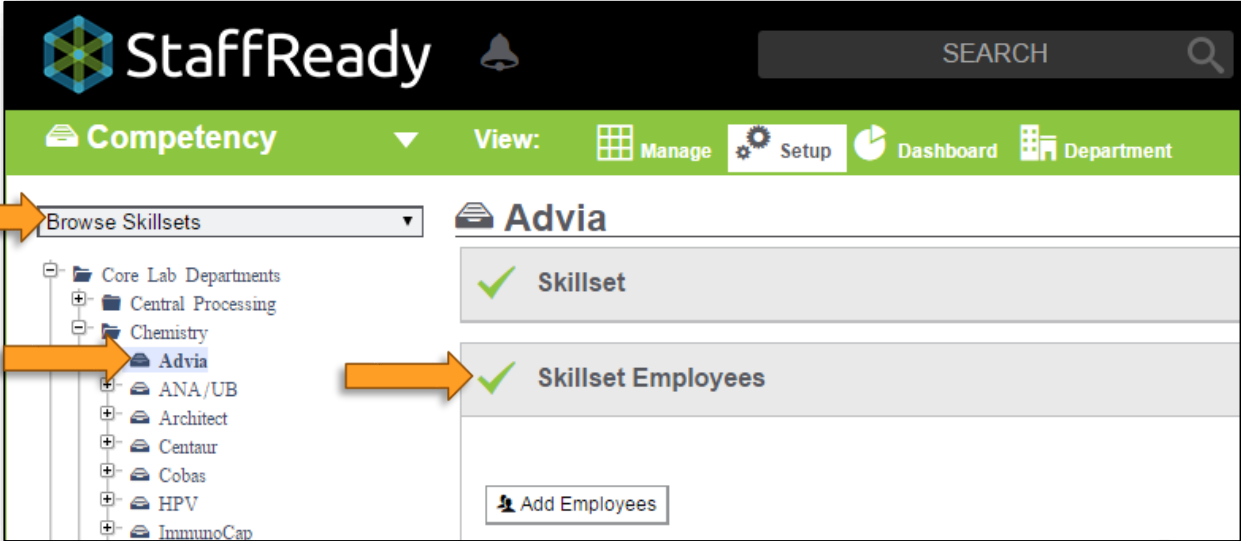 StaffReady
SEARCH
Competency
View:
Manage
Setup
Dashboard
Department
Browse Skillsets
Core Lab Departments
Central Processing
Chemistry
Advia
ANA/UB
Architect
Centaur
Cobas
HPV
ImmunoCap
Advia
Skillset
Skillset Employees
Add Employees